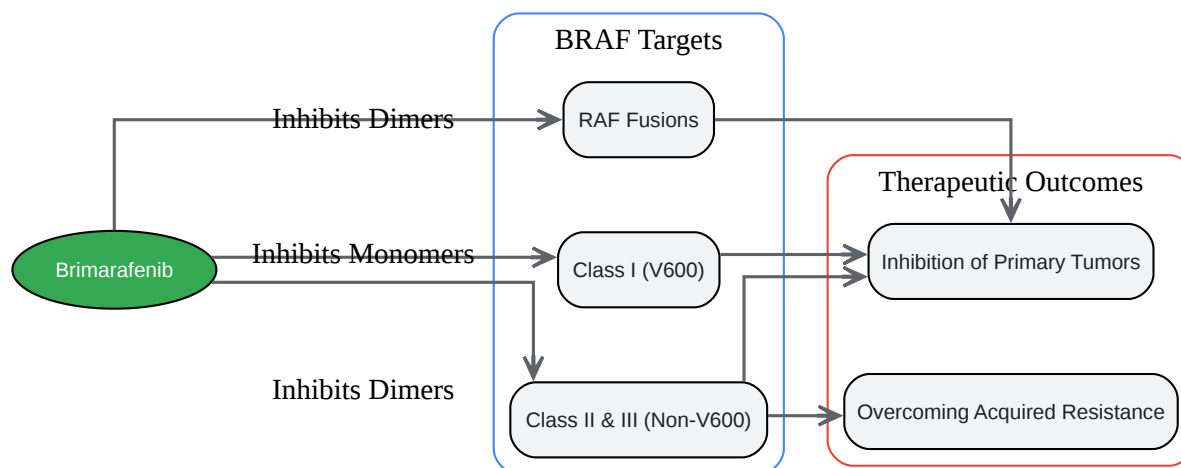 BRAF Targets
Inhibits Dimers
RAF Fusions
Therapeutic Outcomes
Brimarafenib
Inhibits Monomers
Class I (V600)
Inhibition of Primary Tumors
Inhibits Dimers
Class II & III (Non-V600)
Overcoming Acquired Resistance